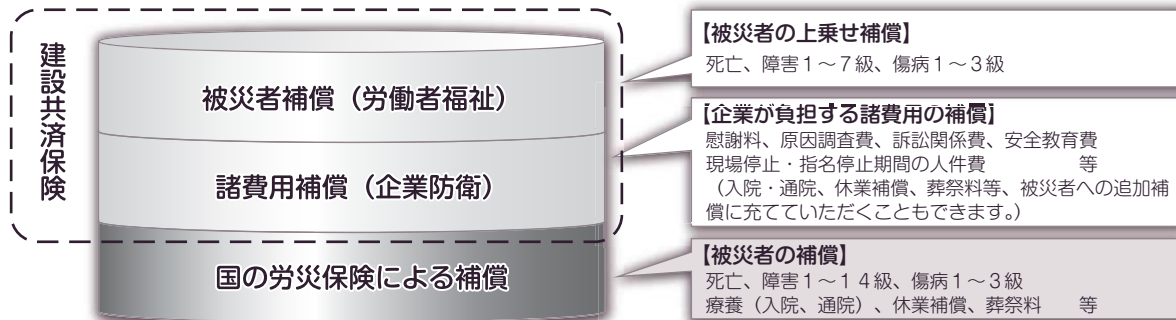 建設共済保険
被災者補償（労働者福祉）
諸費用補償（企業防衛）
国の労災保険による補償
【被災者の上乗せ補償】
死亡、障害１～７級、傷病１～３級
【企業が負担する諸費用の補償】
慰謝料、原因調査費、訴訟関係費、安全教育費
現場停止・指名停止期間の人件費　　　　　等
（入院・通院、休業補償、葬祭料等、被災者への追加補
償に充てていただくこともできます。）
【被災者の補償】
死亡、障害１～１４級、傷病１～３級
療養（入院、通院）、休業補償、葬祭料　　等